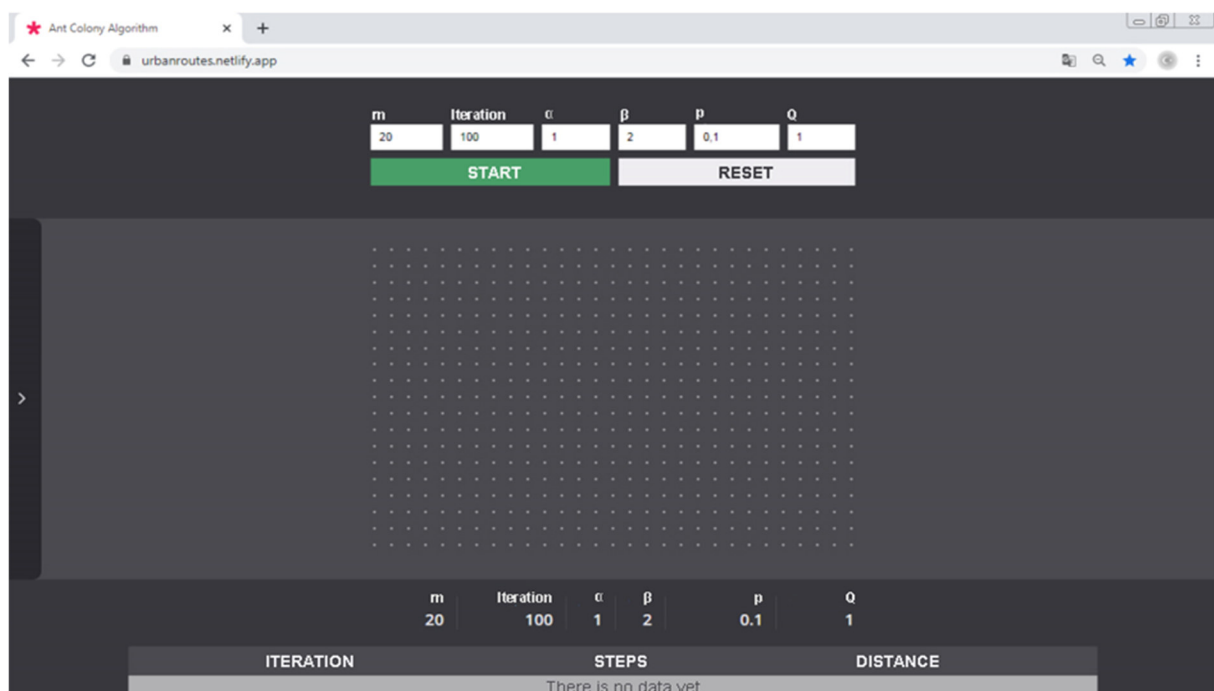 Ant Colony Algorithm
urbanroutes.netlify.app
m Iteration α β p Q
20 100 1 2 0,1 1
START RESET
m Iteration α β p Q
20 100 1 2 0.1 1
ITERATION STEPS DISTANCE
There is no data yet